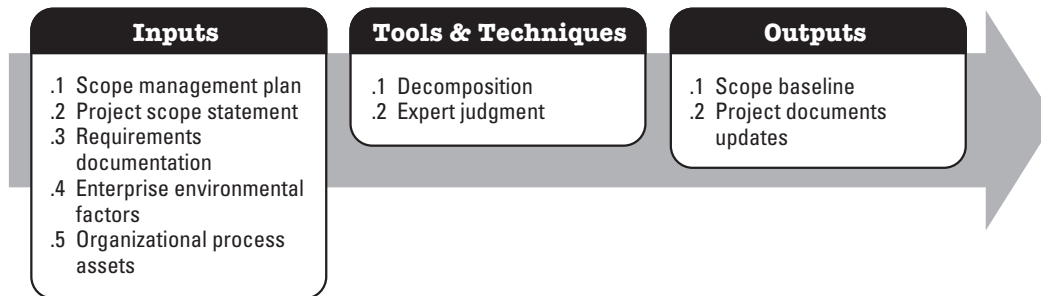 Inputs
.1 Scope management plan
.2 Project scope statement
.3 Requirements
documentation
.4 Enterprise environmental
factors
.5 Organizational process
assets
Tools & Techniques
.1 Decomposition
.2 Expert judgment
Outputs
.1 Scope baseline
.2 Project documents
updates